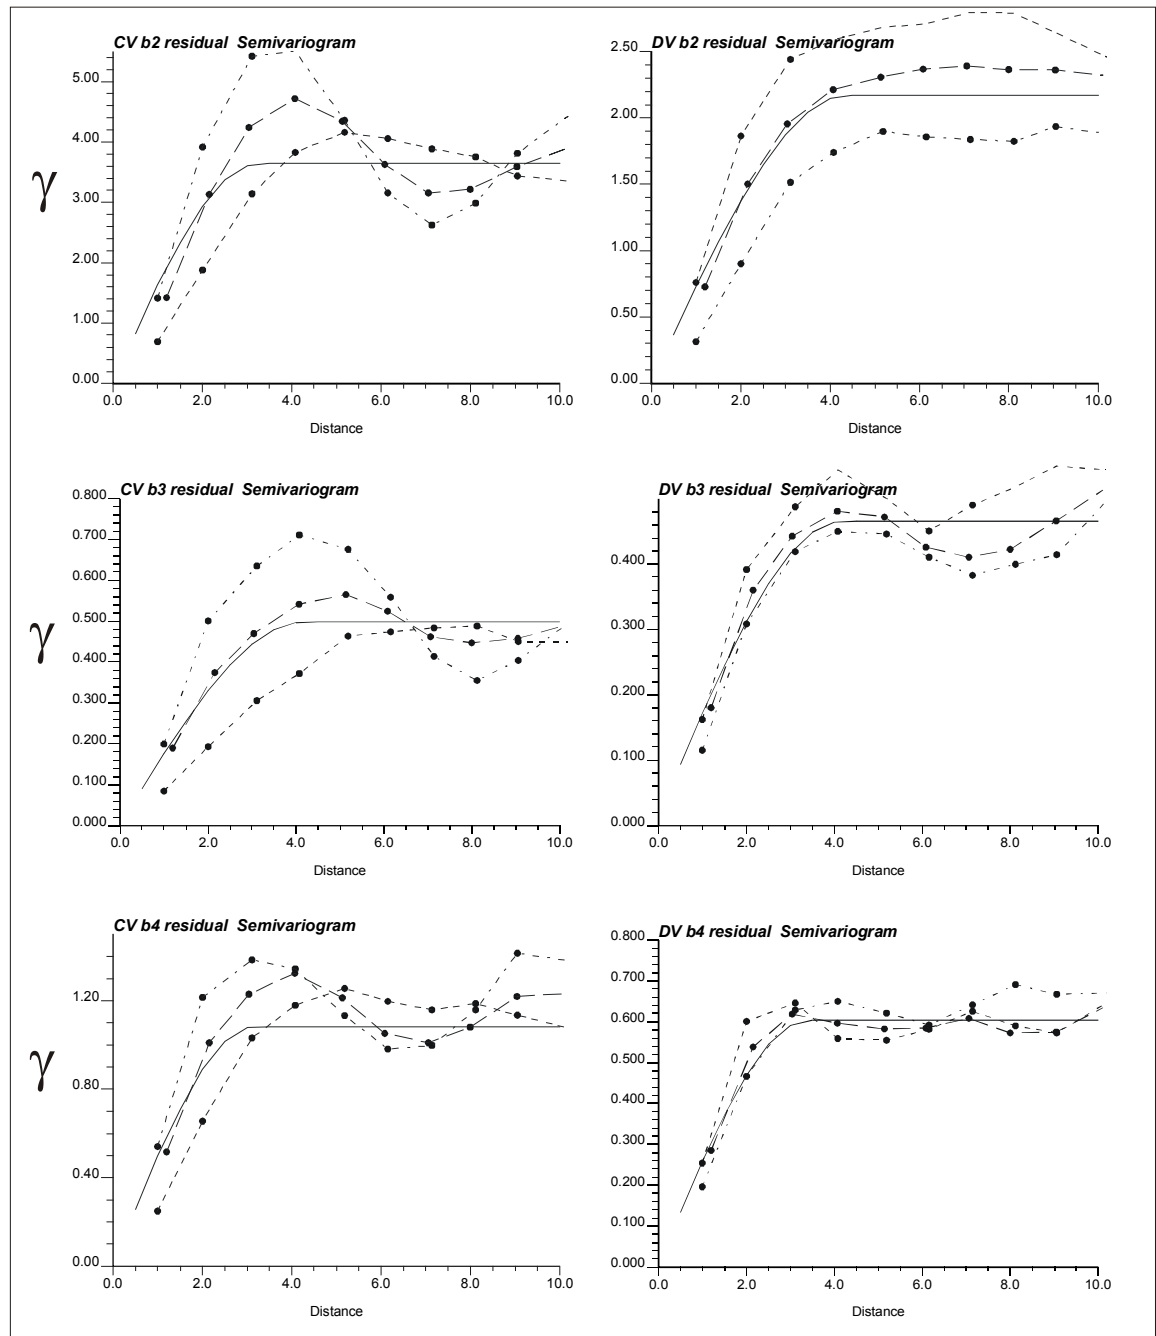 CV b2 residual Semivariogram
5.00
4.00
3.00
2.00
1.00
0.00
0.0 2.0 4.0 6.0 8.0 10.0
Distance
γ
DV b2 residual Semivariogram
2.50
2.00
1.50
1.00
0.50
0.00
0.0 2.0 4.0 6.0 8.0 10.0
Distance
CV b3 residual Semivariogram
0.800
0.700
0.600
0.500
0.400
0.300
0.200
0.100
0.000
0.0 2.0 4.0 6.0 8.0 10.0
Distance
γ
DV b3 residual Semivariogram
0.400
0.300
0.200
0.100
0.000
0.0 2.0 4.0 6.0 8.0 10.0
Distance
CV b4 residual Semivariogram
1.20
0.80
0.40
0.00
0.0 2.0 4.0 6.0 8.0 10.0
Distance
γ
DV b4 residual Semivariogram
0.800
0.700
0.600
0.500
0.400
0.300
0.200
0.100
0.000
0.0 2.0 4.0 6.0 8.0 10.0
Distance